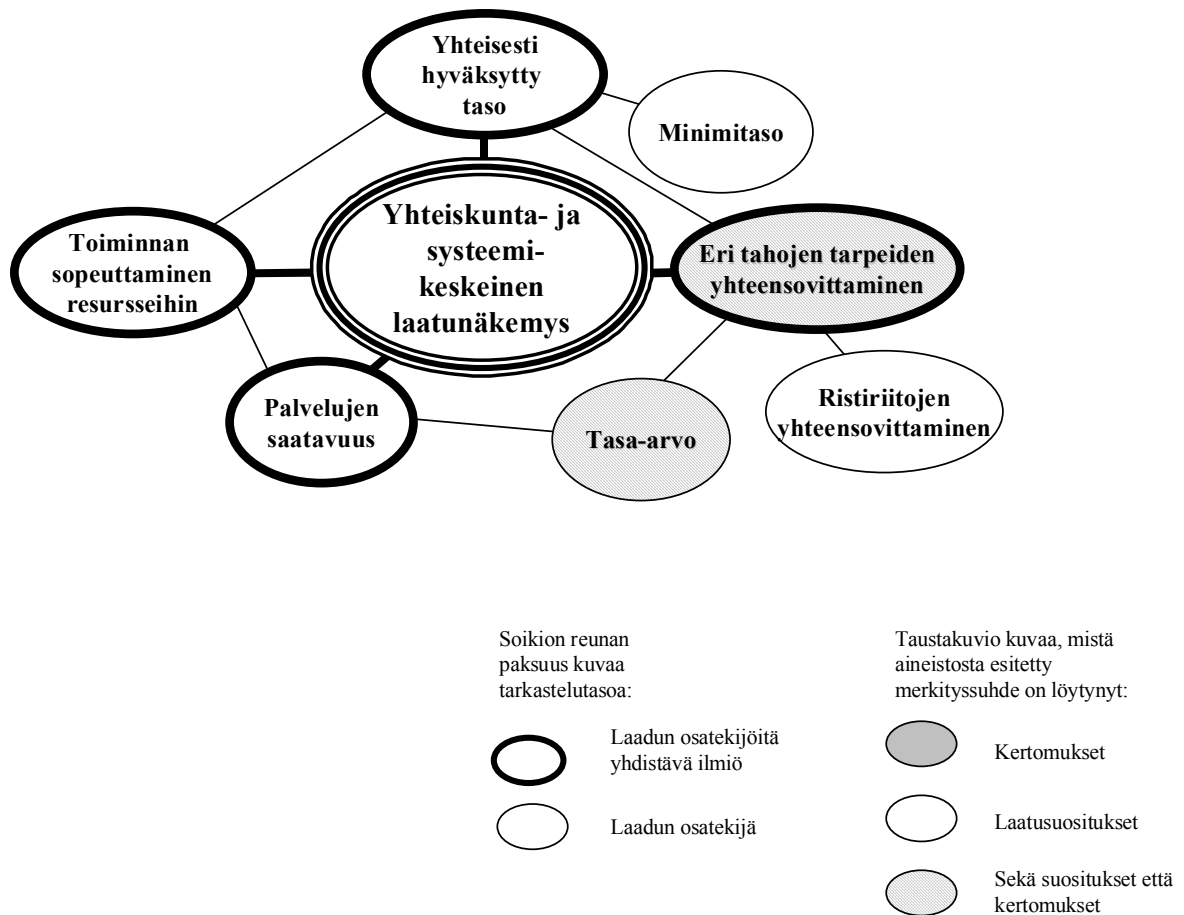 Yhteisesti
hyväksytty
taso
Minimitaso
Yhteiskunta- ja
systeemi-
keskeinen
laatunäkemys
Toiminnan
sopeuttaminen
resursseihin
Eri tahojen tarpeiden
yhteensovittaminen
Palvelujen
saatavuus
Tasa-arvo
Ristiriitojen
yhteensovittaminen
Soikion reunan
paksuus kuvaa
tarkastelutasoa:
Laadun osatekijöitä
yhdistävä ilmiö
Laadun osatekijä
Taustakuvio kuvaa, mistä
aineistosta esitetty
merkityssuhde on löytynyt:
Kertomukset
Laatusuositukset
Sekä suositukset että
kertomukset